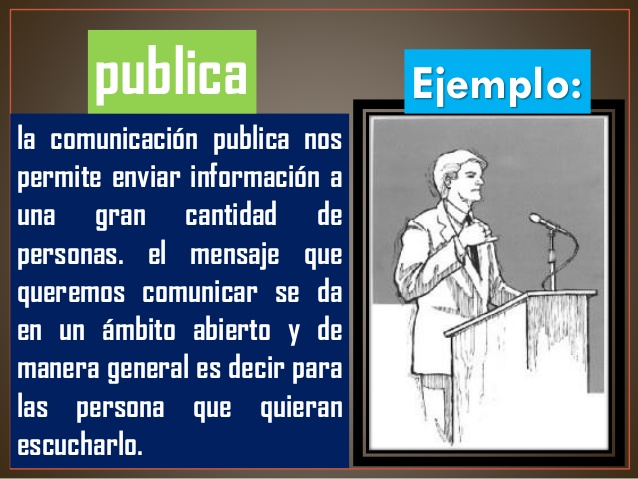 publica
Ejemplo:
la comunicación publica nos
permite enviar información a
una gran cantidad de
personas. el mensaje que
queremos comunicar se da
en un ámbito abierto y de
manera general es decir para
las persona que quieran
escucharlo.